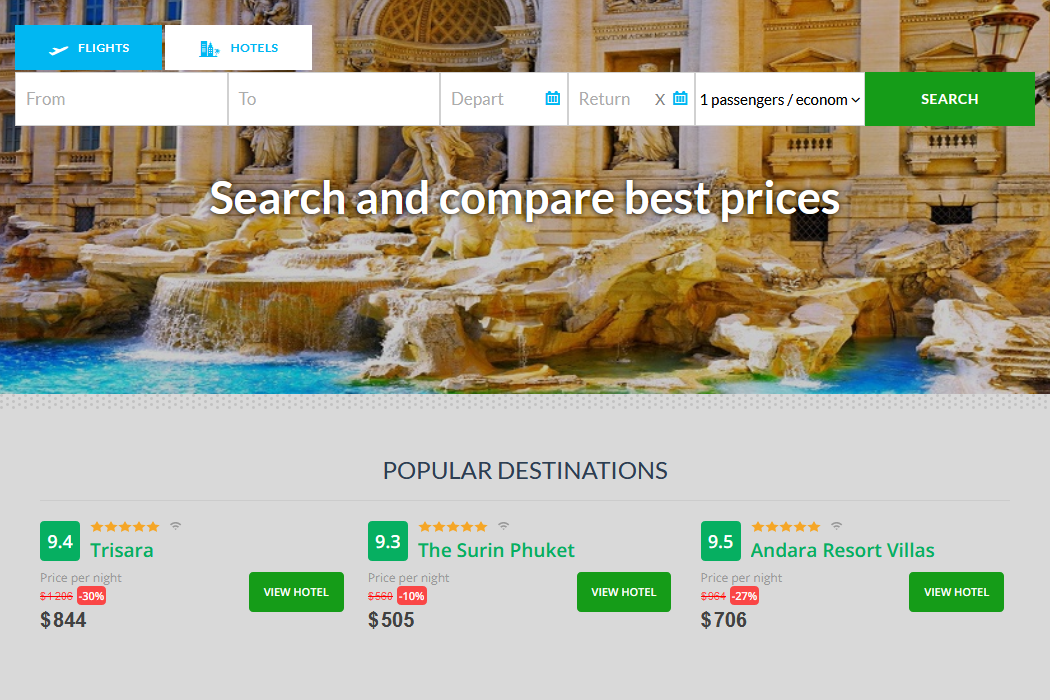 FLIGHTS HOTELS
From To Depart Return X 1 passengers / econom SEARCH
Search and compare best prices
POPULAR DESTINATIONS
9.4 Trisara
Price per night
$1 206 -30%
$844
VIEW HOTEL
9.3 The Surin Phuket
Price per night
$560 -10%
$505
VIEW HOTEL
9.5 Andara Resort Villas
Price per night
$964 -27%
$706
VIEW HOTEL